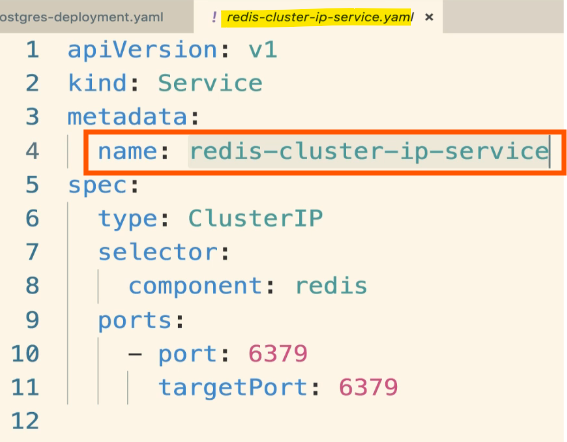 ostgres-deployment.yaml
! redis-cluster-ip-service.yaml ×
1 apiVersion: v1
2 kind: Service
3 metadata:
4 name: redis-cluster-ip-service
5 spec:
6 type: ClusterIP
7 selector:
8 component: redis
9 ports:
10 - port: 6379
11 targetPort: 6379
12